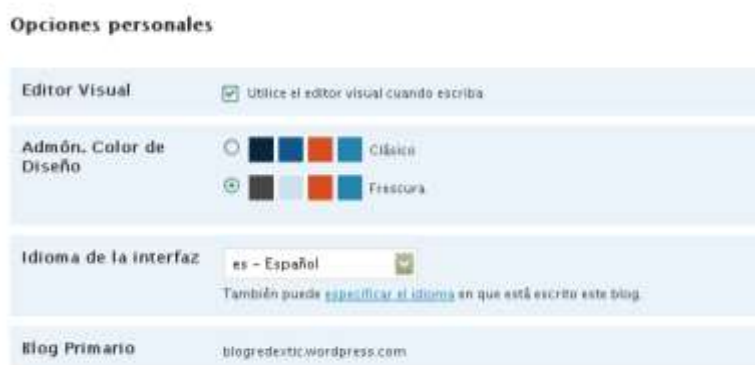 Opciones personales
Editor Visual
Utilice el editor visual cuando escriba
Admón. Color de
Diseño
Clásico
Frescura
Idioma de la interfaz
es - Español
También puede especificar el idioma en que está escrito este blog.
Blog Primario
blogredextic.wordpress.com